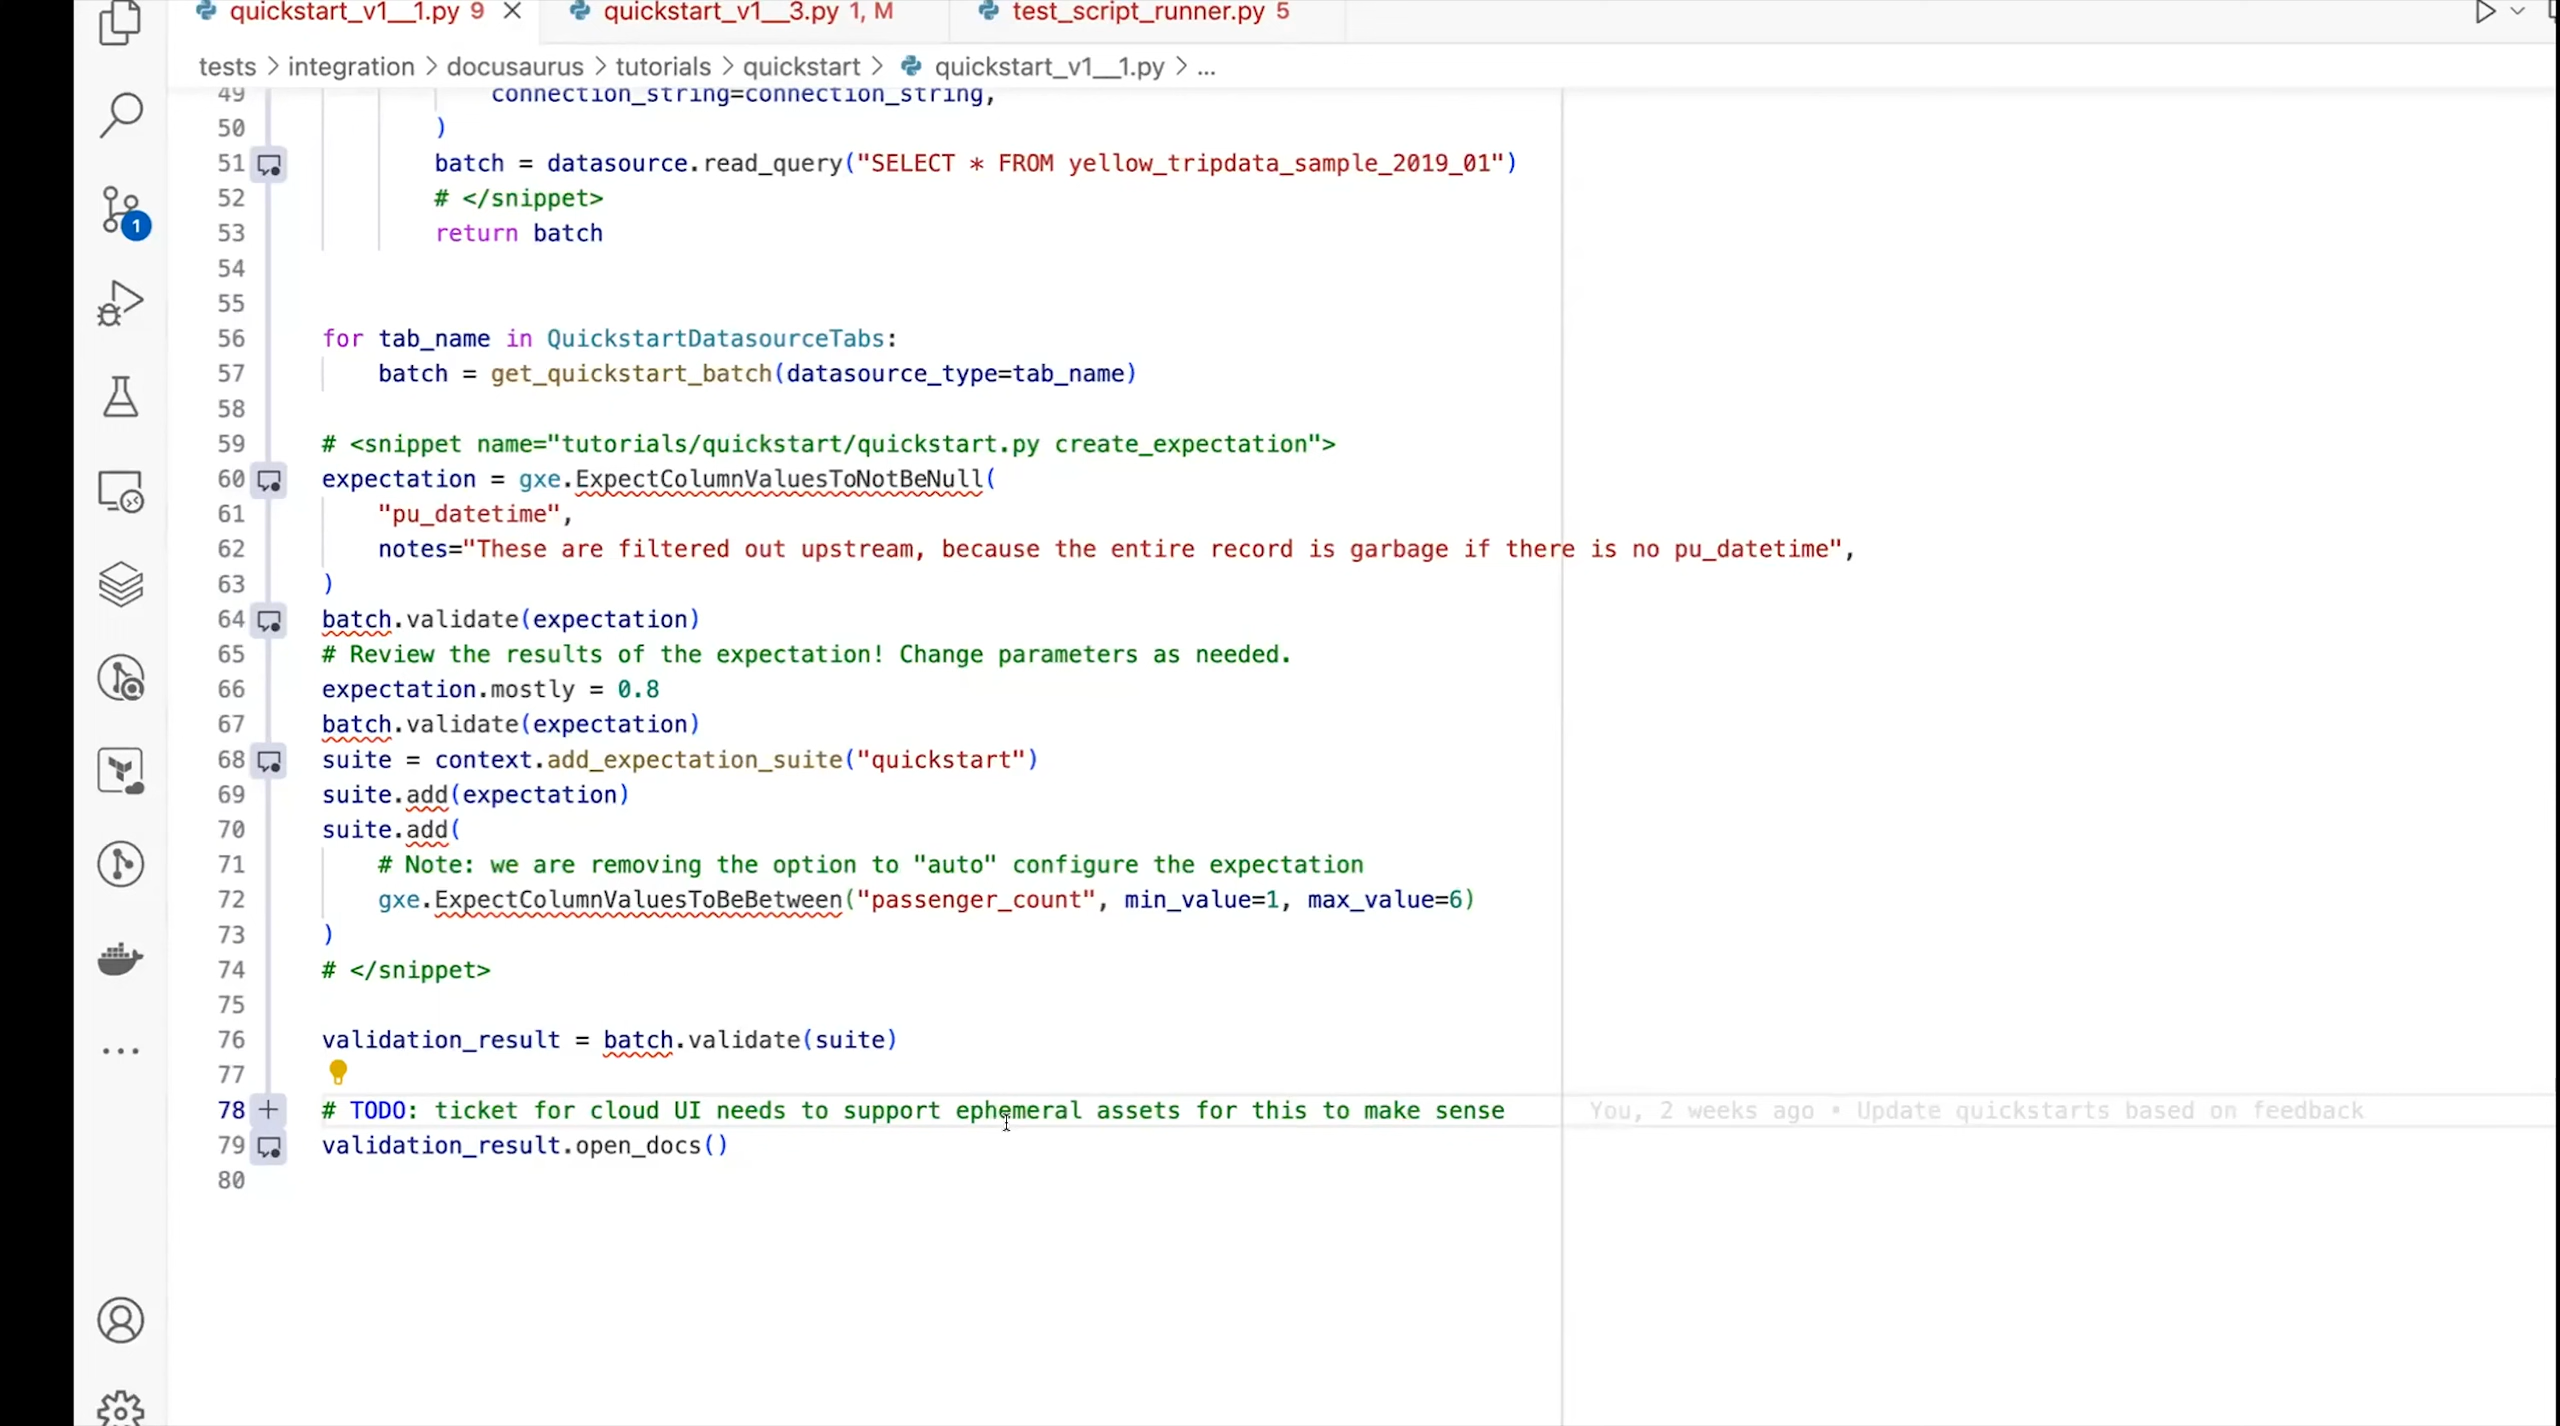 quickstart_v1__1.py 9
quickstart_v1__3.py 1, M
test_script_runner.py 5
tests > integration > docusaurus > tutorials > quickstart > quickstart_v1__1.py > ...
49 connection_string=connection_string,
50 )
51 batch = datasource.read_query("SELECT * FROM yellow_tripdata_sample_2019_01")
52 # </snippet>
53 return batch
54
55
56 for tab_name in QuickstartDatasourceTabs:
57 batch = get_quickstart_batch(datasource_type=tab_name)
58
59 # <snippet name="tutorials/quickstart/quickstart.py create_expectation">
60 expectation = gxe.ExpectColumnValuesToNotBeNull(
61 "pu_datetime",
62 notes="These are filtered out upstream, because the entire record is garbage if there is no pu_datetime",
63 )
64 batch.validate(expectation)
65 # Review the results of the expectation! Change parameters as needed.
66 expectation.mostly = 0.8
67 batch.validate(expectation)
68 suite = context.add_expectation_suite("quickstart")
69 suite.add(expectation)
70 suite.add(
71 # Note: we are removing the option to "auto" configure the expectation
72 gxe.ExpectColumnValuesToBeBetween("passenger_count", min_value=1, max_value=6)
73 )
74 # </snippet>
75
76 validation_result = batch.validate(suite)
77
78 # TODO: ticket for cloud UI needs to support ephemeral assets for this to make sense You, 2 weeks ago • Update quickstarts based on feedback
79 validation_result.open_docs()
80
1